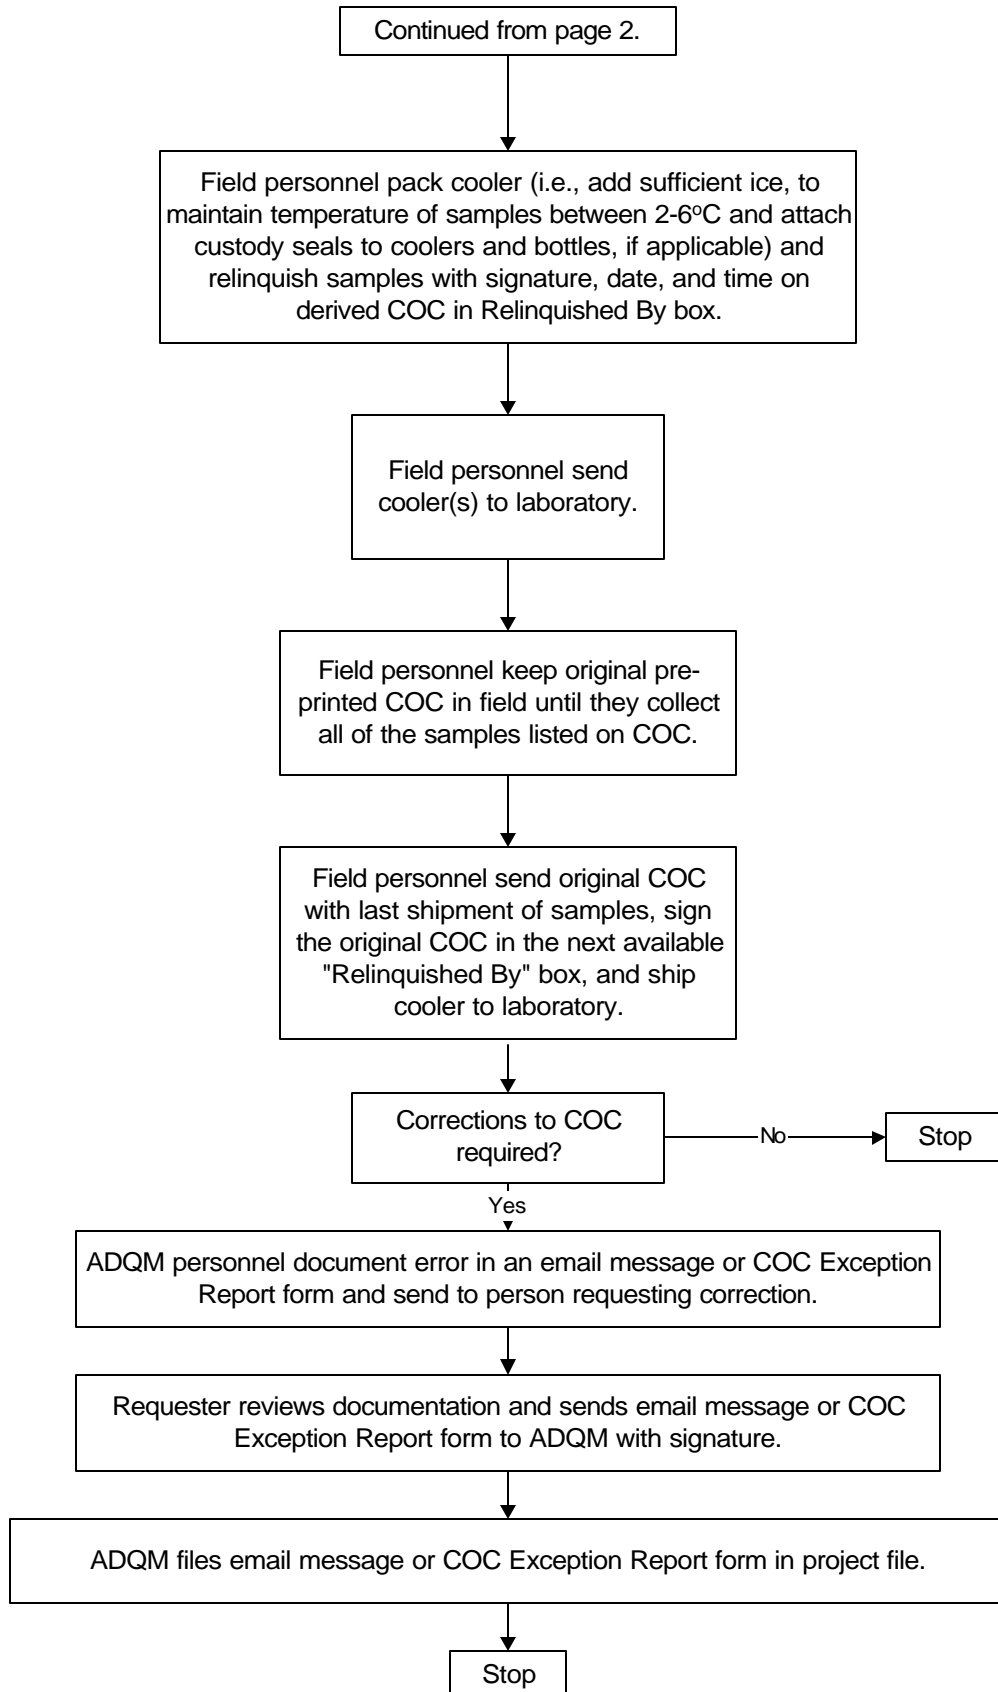 Continued from page 2.
Field personnel pack cooler (i.e., add sufficient ice, to
maintain temperature of samples between 2-6°C and attach
custody seals to coolers and bottles, if applicable) and
relinquish samples with signature, date, and time on
derived COC in Relinquished By box.
Field personnel send
cooler(s) to laboratory.
Field personnel keep original pre-
printed COC in field until they collect
all of the samples listed on COC.
Field personnel send original COC
with last shipment of samples, sign
the original COC in the next available
"Relinquished By" box, and ship
cooler to laboratory.
Corrections to COC
required?
No
Stop
Yes
ADQM personnel document error in an email message or COC Exception
Report form and send to person requesting correction.
Requester reviews documentation and sends email message or COC
Exception Report form to ADQM with signature.
ADQM files email message or COC Exception Report form in project file.
Stop